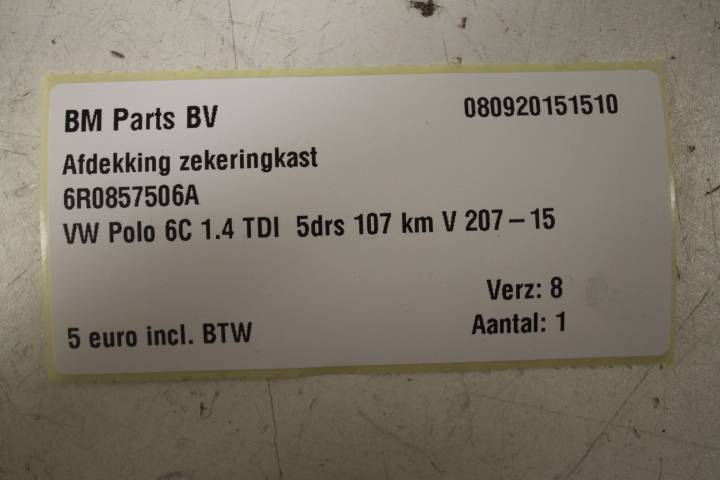 BM Parts BV 080920151510
Afdekking zekeringkast
6R0857506A
VW Polo 6C 1.4 TDI 5drs 107 km V 207-15
Verz: 8
5 euro incl. BTW Aantal: 1